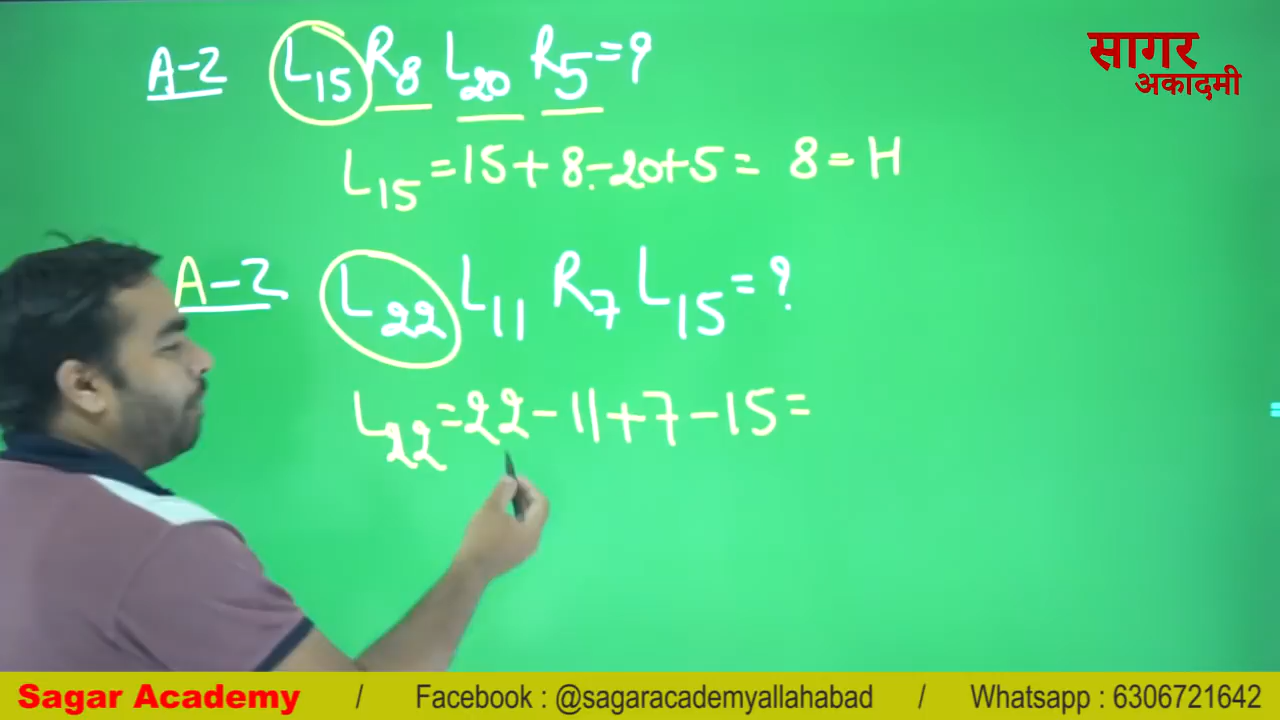 सागर
अकादमी
A-Z L15 R8 L20 R5=?
L15 = 15+8-20+5 = 8=H
A-Z L22 L11 R7 L15=?
L22=22-11+7-15=
Sagar Academy / Facebook : @sagaracademyallahabad / Whatsapp : 6306721642